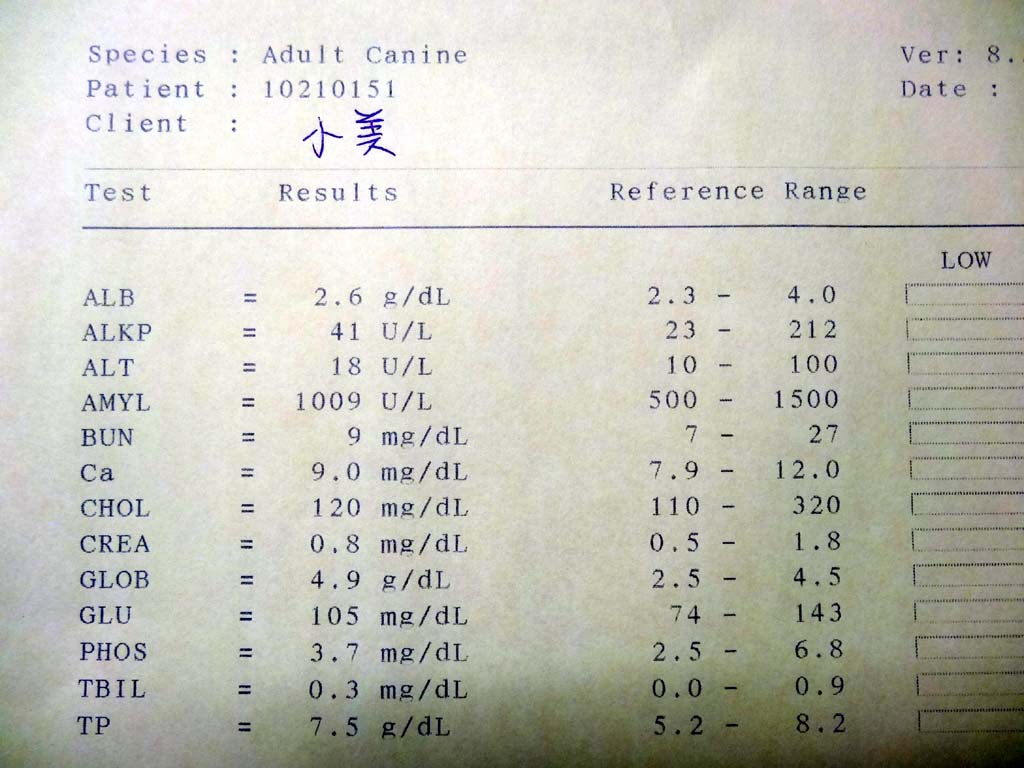 Species : Adult Canine Ver: 8.
Patient : 10210151 Date :
Client : 小美
Test Results Reference Range
LOW
ALB = 2.6 g/dL 2.3 - 4.0
ALKP = 41 U/L 23 - 212
ALT = 18 U/L 10 - 100
AMYL = 1009 U/L 500 - 1500
BUN = 9 mg/dL 7 - 27
Ca = 9.0 mg/dL 7.9 - 12.0
CHOL = 120 mg/dL 110 - 320
CREA = 0.8 mg/dL 0.5 - 1.8
GLOB = 4.9 g/dL 2.5 - 4.5
GLU = 105 mg/dL 74 - 143
PHOS = 3.7 mg/dL 2.5 - 6.8
TBIL = 0.3 mg/dL 0.0 - 0.9
TP = 7.5 g/dL 5.2 - 8.2